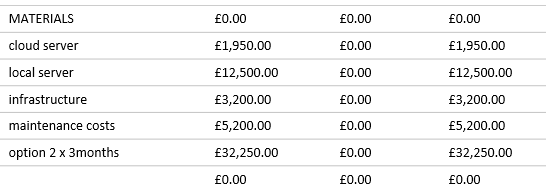 MATERIALS £0.00 £0.00 £0.00
cloud server £1,950.00 £0.00 £1,950.00
local server £12,500.00 £0.00 £12,500.00
infrastructure £3,200.00 £0.00 £3,200.00
maintenance costs £5,200.00 £0.00 £5,200.00
option 2 x 3months £32,250.00 £0.00 £32,250.00
£0.00 £0.00 £0.00